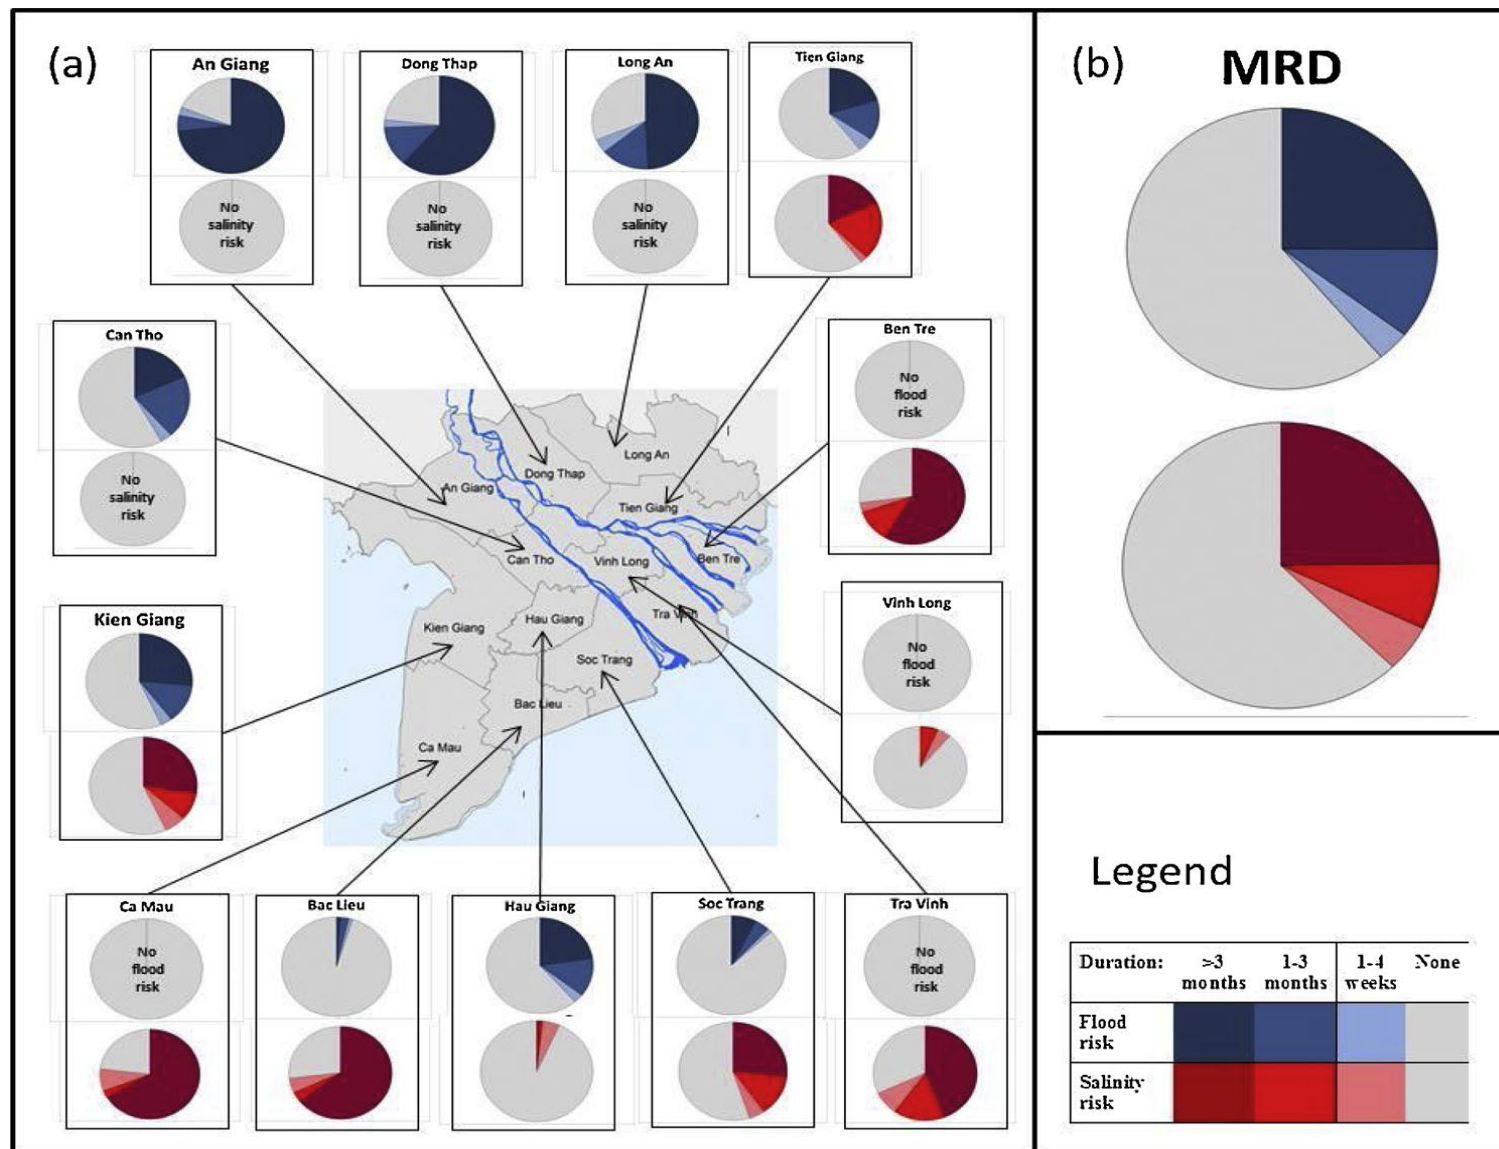 (a)
An Giang
No
salinity
risk
Dong Thap
No
salinity
risk
Long An
No
salinity
risk
Tien Giang
Can Tho
No
salinity
risk
Ben Tre
No
flood
risk
Kien Giang
Vinh Long
No
flood
risk
Long An
Dong Thap
An Giang
Tien Giang
Can Tho
Vinh Long
Ben Tre
Tra Vinh
Hau Giang
Kien Giang
Soc Trang
Bac Lieu
Ca Mau
Ca Mau
No
flood
risk
Bac Lieu
Hau Giang
Soc Trang
Tra Vinh
No
flood
risk
(b)
MRD
Legend
Duration: >3 months 1-3 months 1-4 weeks None
Flood
risk
Salinity
risk